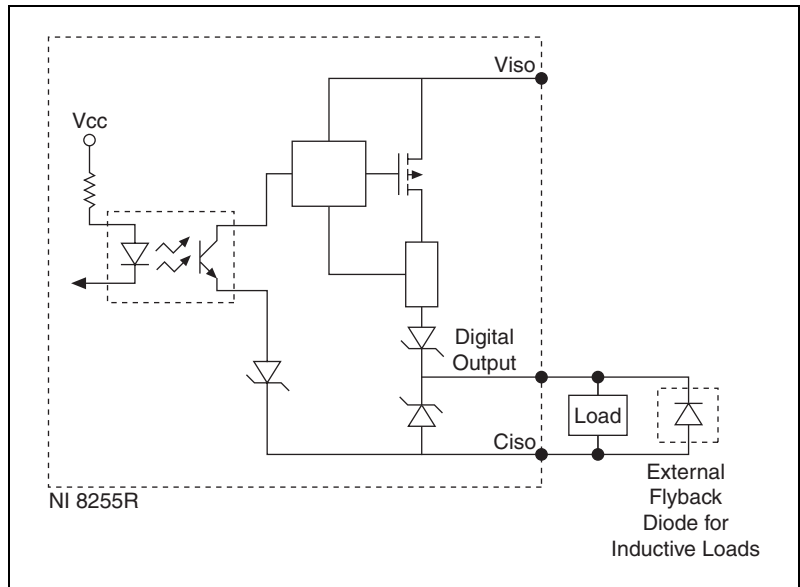 Viso
Vcc
Digital
Output
Load
Ciso
NI 8255R
External
Flyback
Diode for
Inductive Loads